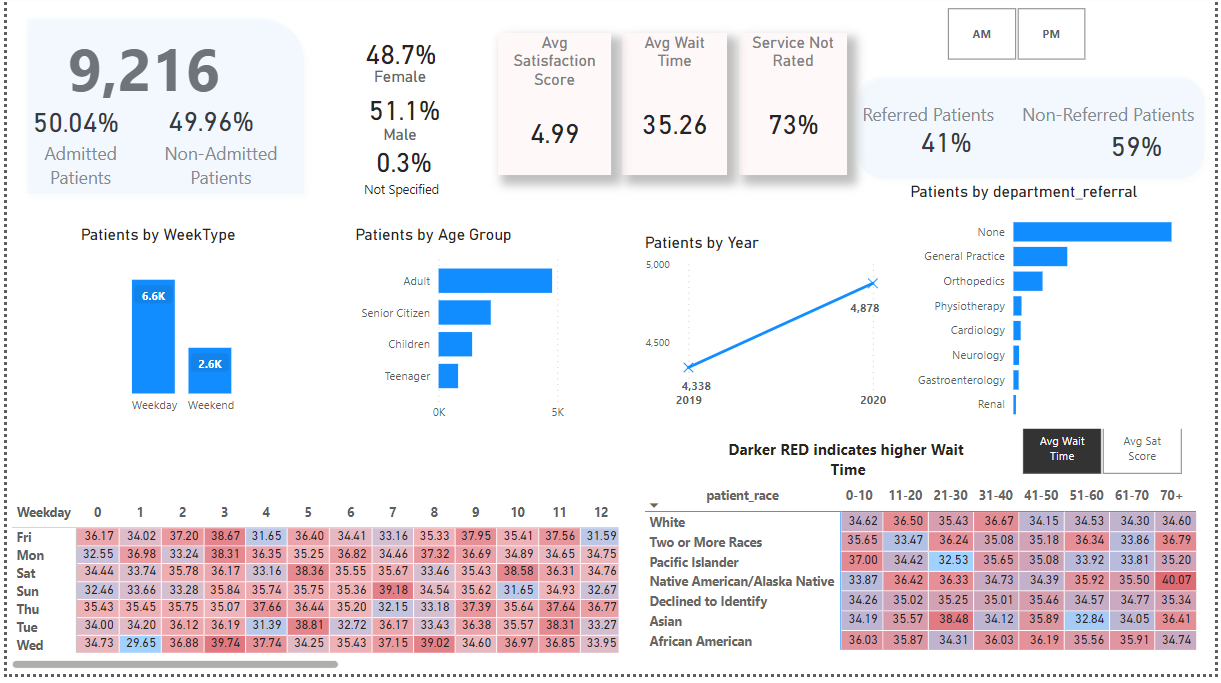 9,216
50.04% 49.96%
Admitted Non-Admitted
Patients Patients
48.7%
Female
51.1%
Male
0.3%
Not Specified
Avg
Satisfaction
Score
4.99
Avg Wait
Time
35.26
Service Not
Rated
73%
AM PM
Referred Patients Non-Referred Patients
41% 59%
Patients by WeekType
6.6K
2.6K
Weekday Weekend
Patients by Age Group
Adult
Senior Citizen
Children
Teenager
0K 5K
Patients by Year
5,000
4,500
4,878
4,338
2019 2020
Patients by department_referral
None
General Practice
Orthopedics
Physiotherapy
Cardiology
Neurology
Gastroenterology
Renal
Weekday 0 1 2 3 4 5 6 7 8 9 10 11 12
Fri 36.17 34.02 37.20 38.67 31.65 36.40 34.41 33.16 35.33 37.95 35.41 37.56 31.59
Mon 32.55 36.98 33.24 38.31 36.35 35.25 36.82 34.46 37.32 36.69 34.89 34.65 34.75
Sat 34.44 33.74 35.78 36.17 33.16 38.36 35.55 35.67 33.46 35.43 38.58 36.31 34.76
Sun 32.46 33.66 33.28 35.84 35.74 35.75 35.36 39.18 34.54 35.62 31.65 34.93 32.67
Thu 35.43 35.45 35.75 35.07 37.66 36.44 35.20 32.15 33.18 37.39 35.64 37.64 36.77
Tue 34.00 34.20 36.12 36.19 31.39 38.81 32.72 36.17 33.43 36.38 35.57 38.31 33.27
Wed 34.73 29.65 36.88 39.74 37.74 34.25 35.43 37.15 39.02 34.60 36.97 36.85 33.95
Darker RED indicates higher Wait
Time
Avg Wait
Time
Avg Sat
Score
patient_race 0-10 11-20 21-30 31-40 41-50 51-60 61-70 70+
White 34.62 36.50 35.43 36.67 34.15 34.53 34.30 34.60
Two or More Races 35.65 33.47 36.24 35.08 35.18 36.34 33.86 36.79
Pacific Islander 37.00 34.42 32.53 35.65 35.08 33.92 33.81 35.20
Native American/Alaska Native 33.87 36.42 36.33 34.73 34.39 35.92 35.50 40.07
Declined to Identify 34.26 35.02 35.25 35.01 35.46 34.57 34.77 35.34
Asian 34.19 35.57 38.48 34.12 35.89 32.84 34.05 36.41
African American 36.03 35.87 34.31 36.03 36.19 35.56 35.91 34.74